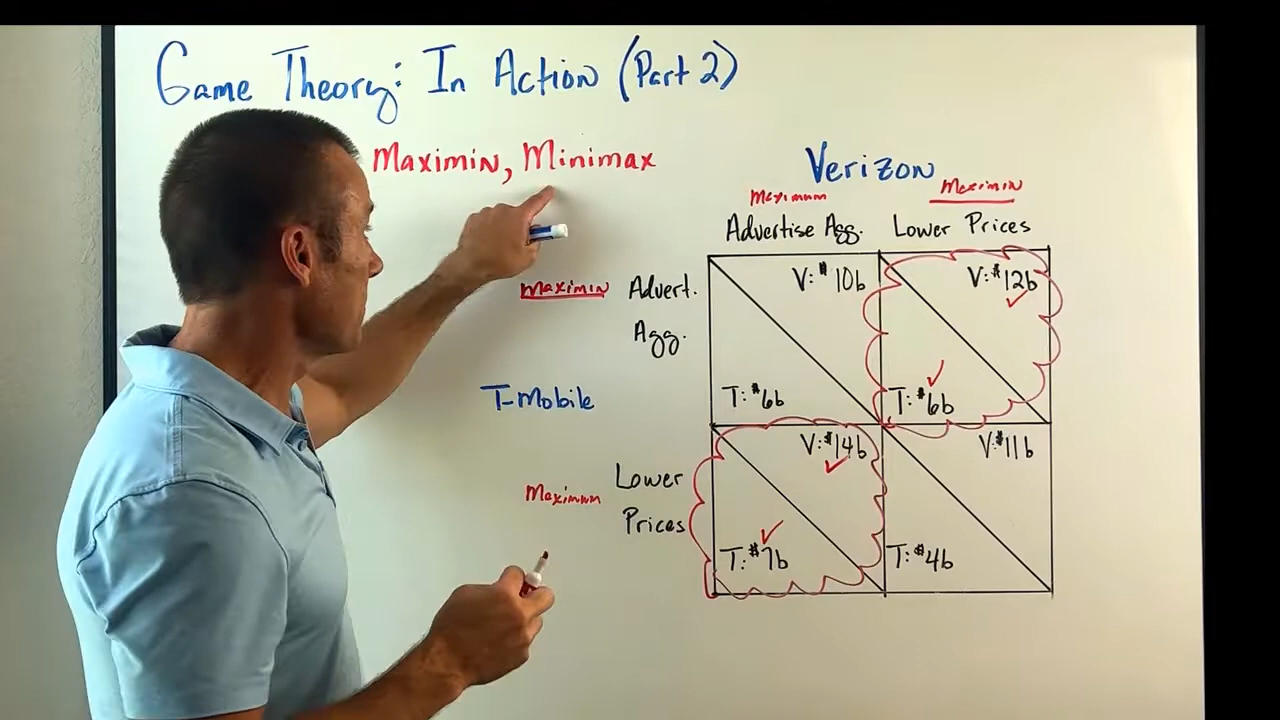 Game Theory: In Action (Part 2)
Maximin, Minimax
Verizon
Maximum Maximin
Advertise Agg. Lower Prices
Maximin Advert.
Agg.
V: $10b V: $12b
T: $6b T: $6b
T-Mobile
Maximum Lower
Prices
V: $14b V: $11b
T: $7b T: $4b